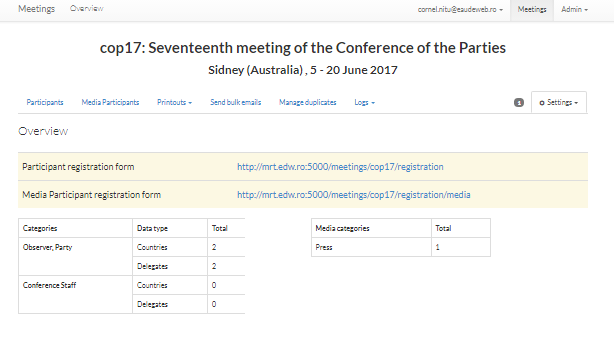 Meetings Overview cornel.nitu@eaudeweb.ro Meetings Admin
cop17: Seventeenth meeting of the Conference of the Parties
Sidney (Australia) , 5 - 20 June 2017
Participants Media Participants Printouts Send bulk emails Manage duplicates Logs 1 Settings
Overview
Participant registration form http://mrt.edw.ro:5000/meetings/cop17/registration
Media Participant registration form http://mrt.edw.ro:5000/meetings/cop17/registration/media
Categories Data type Total Media categories Total
Observer, Party Countries 2 Press 1
Delegates 2
Conference Staff Countries 0
Delegates 0